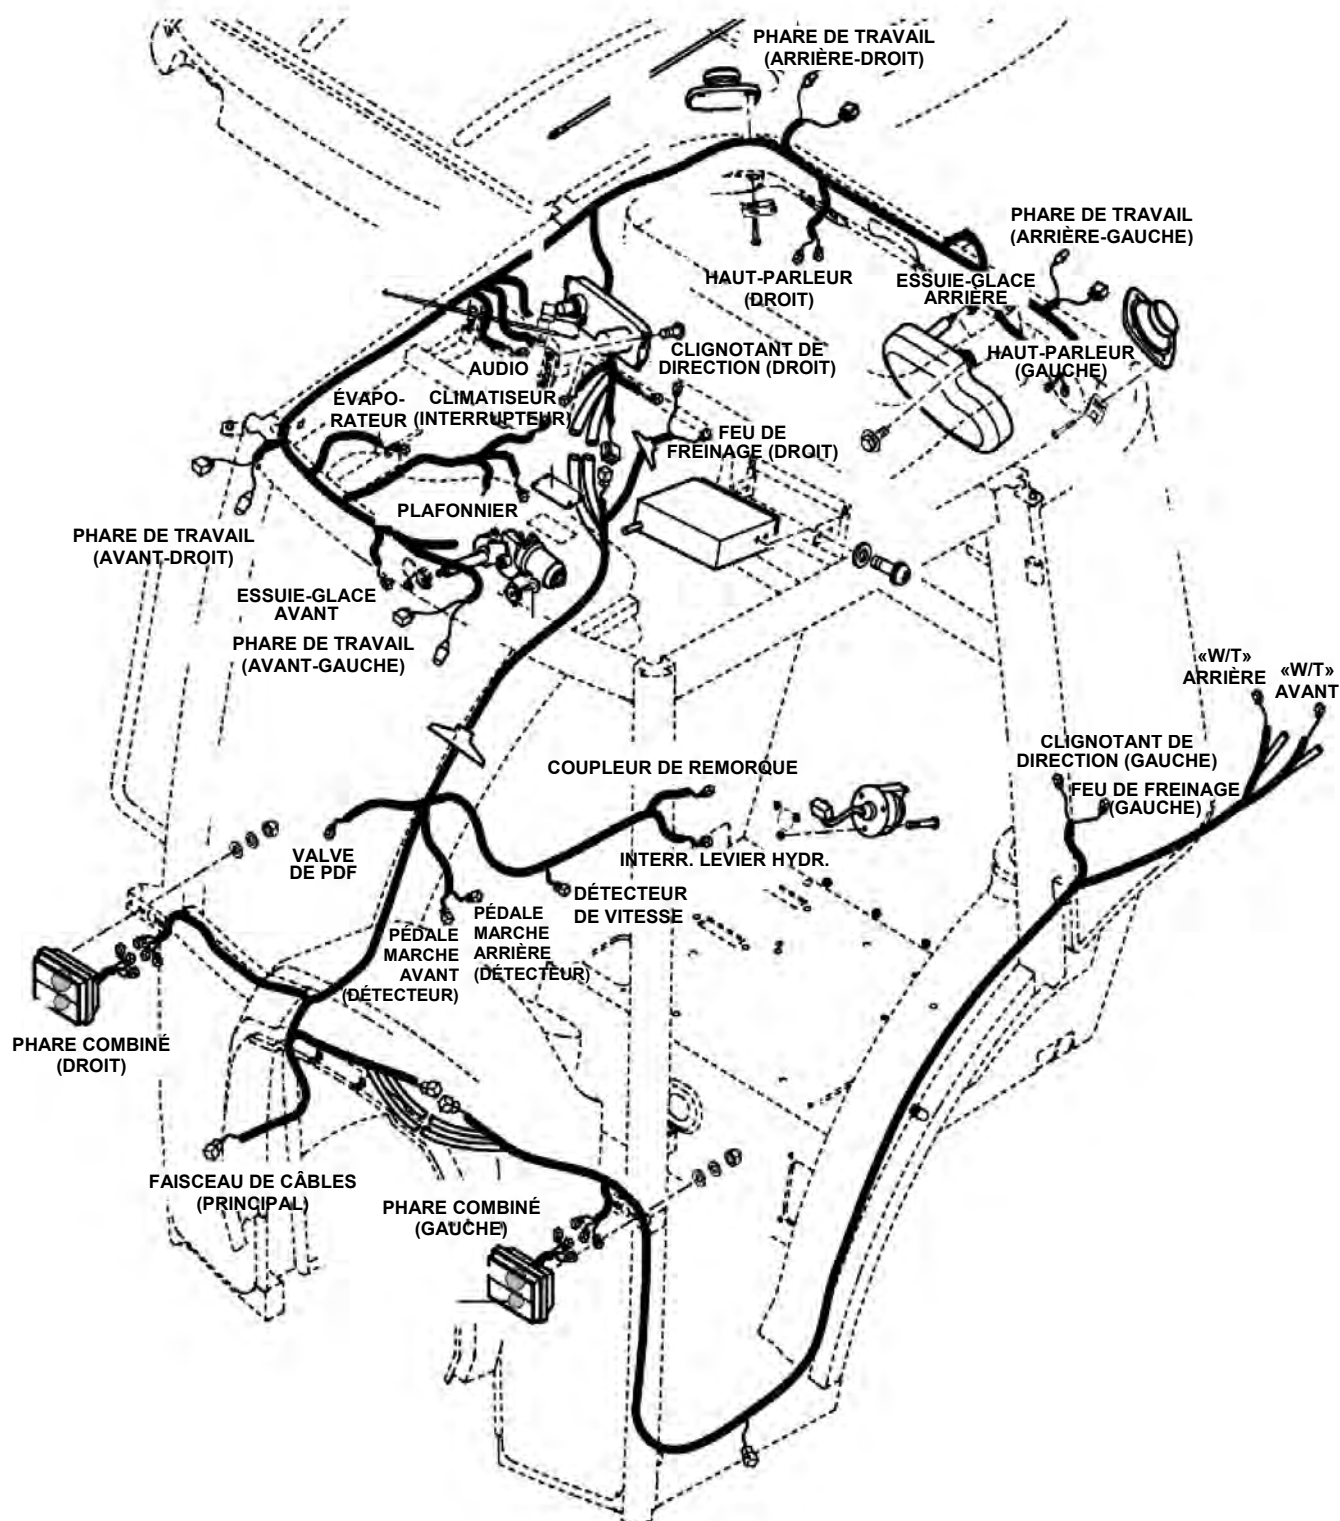 PHARE DE TRAVAIL
(ARRIÈRE-DROIT)
PHARE DE TRAVAIL
(ARRIÈRE-GAUCHE)
HAUT-PARLEUR
(DROIT)
ESSUIE-GLACE
ARRIÈRE
HAUT-PARLEUR
(GAUCHE)
CLIGNOTANT DE
DIRECTION (DROIT)
AUDIO
ÉVAPO-
RATEUR
CLIMATISEUR
(INTERRUPTEUR)
FEU DE
FREINAGE (DROIT)
PLAFONNIER
PHARE DE TRAVAIL
(AVANT-DROIT)
ESSUIE-GLACE
AVANT
PHARE DE TRAVAIL
(AVANT-GAUCHE)
«W/T»
ARRIÈRE
«W/T»
AVANT
CLIGNOTANT DE
DIRECTION (GAUCHE)
FEU DE FREINAGE
(GAUCHE)
COUPLEUR DE REMORQUE
VALVE
DE PDF
INTERR. LEVIER HYDR.
DÉTECTEUR
DE VITESSE
PÉDALE
MARCHE
AVANT
(DÉTECTEUR)
PÉDALE
MARCHE
ARRIÈRE
(DÉTECTEUR)
PHARE COMBINÉ
(DROIT)
FAISCEAU DE CÂBLES
(PRINCIPAL)
PHARE COMBINÉ
(GAUCHE)